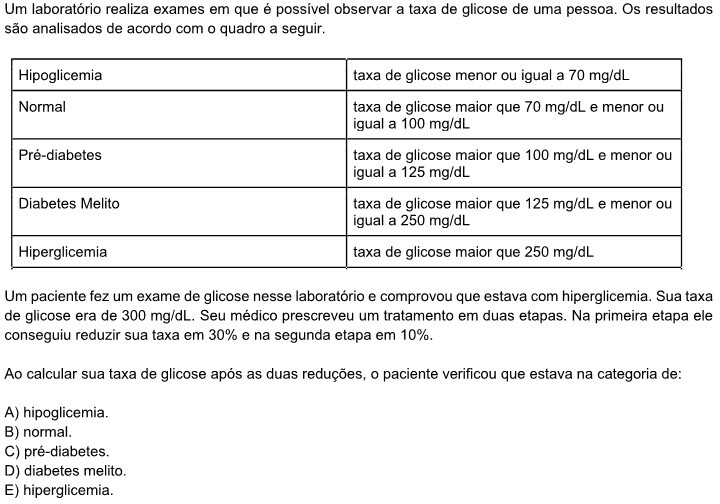 Um laboratório realiza exames em que é possível observar a taxa de glicose de uma pessoa. Os resultados
são analisados de acordo com o quadro a seguir.
Hipoglicemia taxa de glicose menor ou igual a 70 mg/dL
Normal taxa de glicose maior que 70 mg/dL e menor ou
igual a 100 mg/dL
Pré-diabetes taxa de glicose maior que 100 mg/dL e menor ou
igual a 125 mg/dL
Diabetes Melito taxa de glicose maior que 125 mg/dL e menor ou
igual a 250 mg/dL
Hiperglicemia taxa de glicose maior que 250 mg/dL
Um paciente fez um exame de glicose nesse laboratório e comprovou que estava com hiperglicemia. Sua taxa
de glicose era de 300 mg/dL. Seu médico prescreveu um tratamento em duas etapas. Na primeira etapa ele
conseguiu reduzir sua taxa em 30% e na segunda etapa em 10%.
Ao calcular sua taxa de glicose após as duas reduções, o paciente verificou que estava na categoria de:
A) hipoglicemia.
B) normal.
C) pré-diabetes.
D) diabetes melito.
E) hiperglicemia.